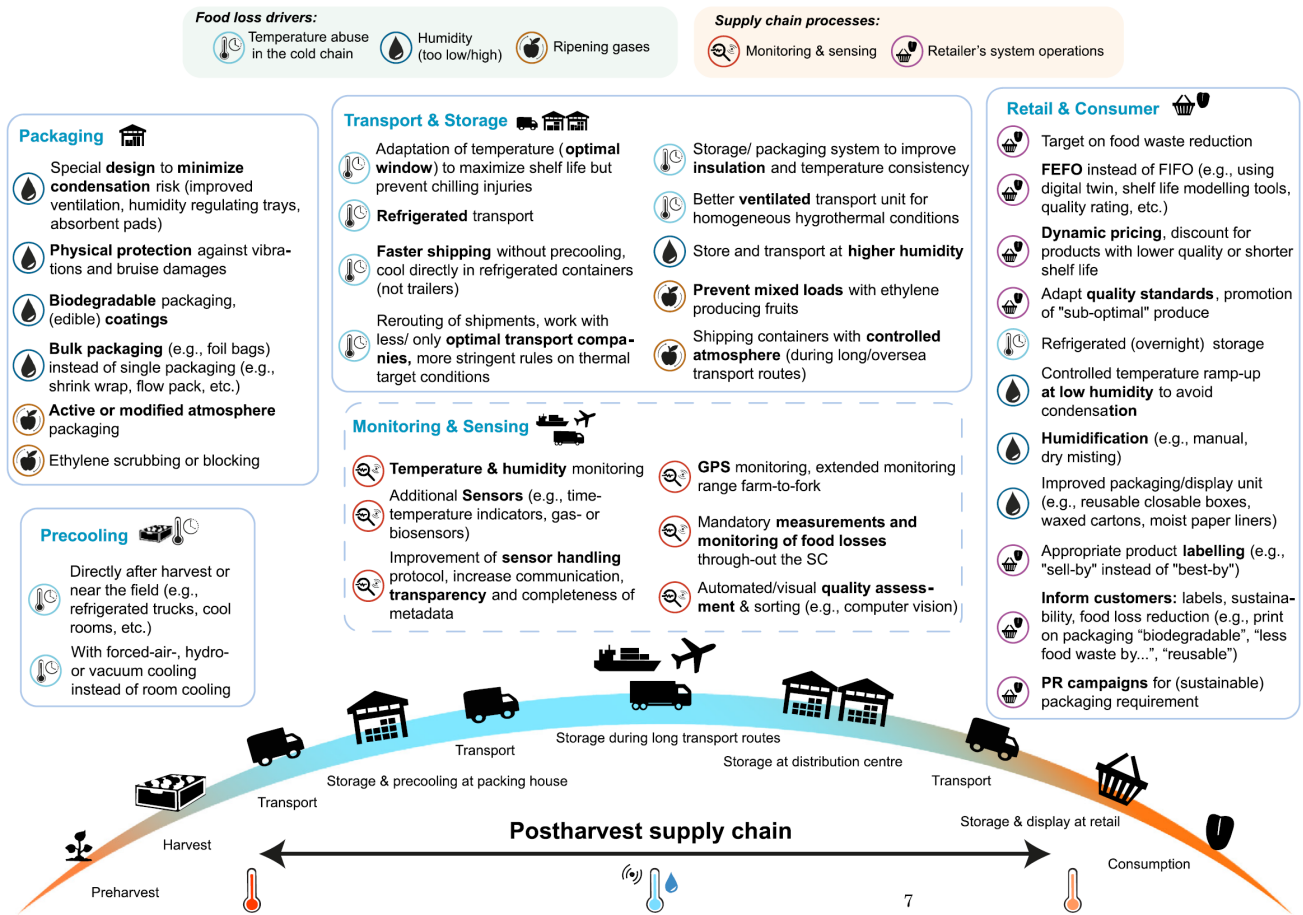 Food loss drivers:
Temperature abuse
in the cold chain
Humidity
(too low/high)
Ripening gases
Supply chain processes:
Monitoring & sensing
Retailer's system operations
Packaging
Special design to minimize
condensation risk (improved
ventilation, humidity regulating trays,
absorbent pads)
Physical protection against vibra-
tions and bruise damages
Biodegradable packaging,
(edible) coatings
Bulk packaging (e.g., foil bags)
instead of single packaging (e.g.,
shrink wrap, flow pack, etc.)
Active or modified atmosphere
packaging
Ethylene scrubbing or blocking
Precooling
Directly after harvest or
near the field (e.g.,
refrigerated trucks, cool
rooms, etc.)
With forced-air-, hydro-
or vacuum cooling
instead of room cooling
Transport & Storage
Adaptation of temperature (optimal
window) to maximize shelf life but
prevent chilling injuries
Refrigerated transport
Faster shipping without precooling,
cool directly in refrigerated containers
(not trailers)
Rerouting of shipments, work with
less/ only optimal transport compa-
nies, more stringent rules on thermal
target conditions
Storage/ packaging system to improve
insulation and temperature consistency
Better ventilated transport unit for
homogeneous hygrothermal conditions
Store and transport at higher humidity
Prevent mixed loads with ethylene
producing fruits
Shipping containers with controlled
atmosphere (during long/oversea
transport routes)
Monitoring & Sensing
Temperature & humidity monitoring
Additional Sensors (e.g., time-
temperature indicators, gas- or
biosensors)
Improvement of sensor handling
protocol, increase communication,
transparency and completeness of
metadata
GPS monitoring, extended monitoring
range farm-to-fork
Mandatory measurements and
monitoring of food losses
through-out the SC
Automated/visual quality assess-
ment & sorting (e.g., computer vision)
Retail & Consumer
Target on food waste reduction
FEFO instead of FIFO (e.g., using
digital twin, shelf life modelling tools,
quality rating, etc.)
Dynamic pricing, discount for
products with lower quality or shorter
shelf life
Adapt quality standards, promotion
of "sub-optimal" produce
Refrigerated (overnight) storage
Controlled temperature ramp-up
at low humidity to avoid
condensation
Humidification (e.g., manual,
dry misting)
Improved packaging/display unit
(e.g., reusable closable boxes,
waxed cartons, moist paper liners)
Appropriate product labelling (e.g.,
"sell-by" instead of "best-by")
Inform customers: labels, sustaina-
bility, food loss reduction (e.g., print
on packaging “biodegradable”, “less
food waste by...”, “reusable”)
PR campaigns for (sustainable)
packaging requirement
Preharvest
Harvest
Transport
Storage & precooling at packing house
Transport
Storage during long transport routes
Storage at distribution centre
Transport
Storage & display at retail
Consumption
Postharvest supply chain
7